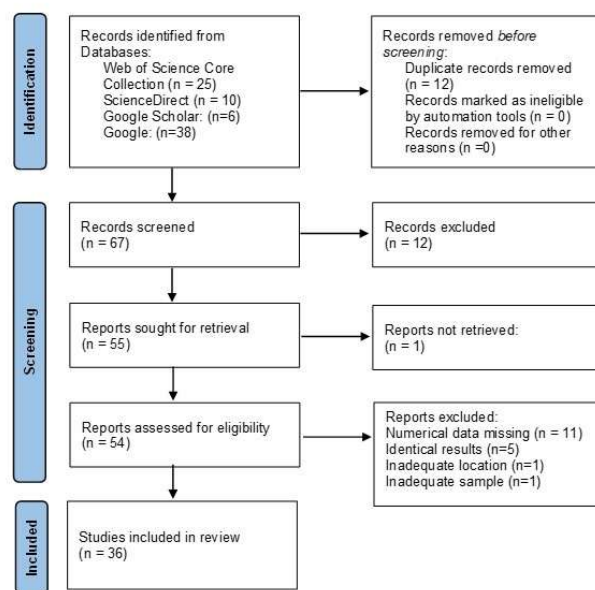 Identification
Records identified from
Databases:
Web of Science Core
Collection (n = 25)
ScienceDirect (n = 10)
Google Scholar: (n=6)
Google: (n=38)
Records removed before
screening:
Duplicate records removed
(n = 12)
Records marked as ineligible
by automation tools (n = 0)
Records removed for other
reasons (n =0)
Screening
Records screened
(n = 67)
Records excluded
(n = 12)
Reports sought for retrieval
(n = 55)
Reports not retrieved:
(n = 1)
Reports assessed for eligibility
(n = 54)
Reports excluded:
Numerical data missing (n = 11)
Identical results (n=5)
Inadequate location (n=1)
Inadequate sample (n=1)
Included
Studies included in review
(n = 36)